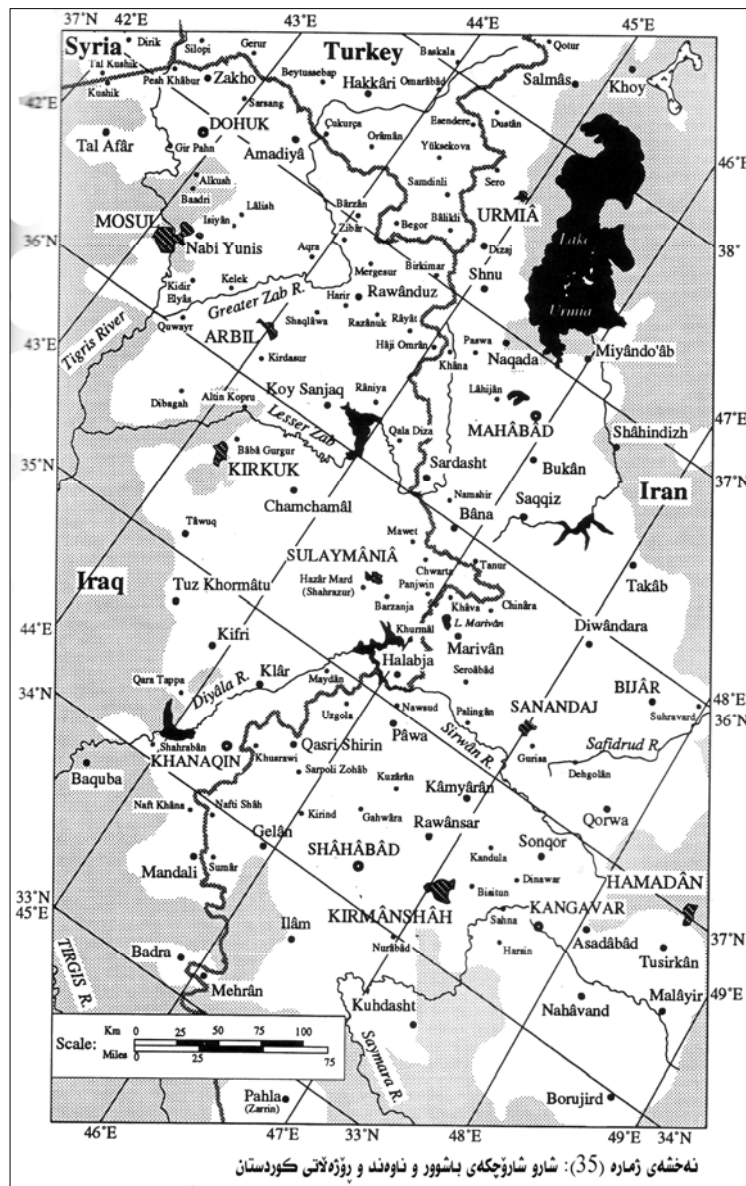 37°N 42°E 43°E 44°E 45°E
Syria
Dirik
Silopi
Gerur
Turkey
Baskala
Qotur
Tal Kushik
Kushik
Pesh Khâbur
Zakho
Beytussebap
Hakkâri
Omarâbâd
Salmâs
Khoy
42°E
Sarsang
DOHUK
Çukurça
Orâmân
Esendere
Dustân
Tal Afâr
Gir Pahn
Amadiyâ
Yüksekova
46°E
Alkush
Baadri
Samdinli
Sero
Lâlish
Isiyân
Bârzân
URMIÂ
MOSUL
Nabi Yunis
Zibâr
Begor
Bâlikli
Lake
Urmia
38°
36°N
Aqra
Dizaj
Mergesur
Birkimar
Shnu
Kidir
Elyâs
Kelek
Greater Zab R.
Harir
Rawânduz
Quwayr
Shaqlâwa
Razânuk
Râyât
Tigris River
ARBIL
Hâji Omrân
Paswa
Naqada
Miyândo'âb
43°E
Kirdasur
Khâna
Dibagah
Altin Kopru
Koy Sanjaq
Râniya
Lâhijân
47°E
Lesser Zab
MAHÂBÂD
Shâhindizh
Bâbâ Gurgur
Qala Diza
35°N
KIRKUK
Sardasht
Bukân
37°N
Chamchamâl
Namshir
Saqqiz
Iran
Tâwuq
Bâna
Mawet
SULAYMÂNIÂ
Chwarta
Tanur
Iraq
Hazâr Mard
(Shahrazur)
Panjwin
Takâb
Tuz Khormâtu
Barzanja
Khâva
Chinâra
L. Marivân
Diwândara
44°E
Kifri
Khurmâl
Marivân
Halabja
Seroâbâd
Qara Tappa
Klâr
Maydân
BIJÂR
48°E
34°N
Diyâla R.
Uzgola
Nawsud
Palingân
SANANDAJ
Suhravard
36°N
Shahrabân
Pâwa
Sirwân R.
Safidrud R.
KHANAQIN
Khusrawi
Qasri Shirin
Gurisa
Baquba
Sarpoli Zohâb
Kuzârân
Dehgolân
Kâmyârân
Naft Khâna
Nafti Shâh
Kirind
Gahwâra
Qorwa
Gelân
Rawânsar
Mandali
Sumâr
SHÂHÂBÂD
Kandula
Sonqor
33°N
45°E
Bisitun
Dinawar
HAMADÂN
KIRMÂNSHÂH
Sahna
KANGAVAR
Ilâm
Nurâbâd
Harsin
Asadâbâd
37°N
TIRGIS R.
Badra
Tusirkân
49°E
Mehrân
Kuhdasht
Nahâvand
Malâyir
Scale:
Km 0 25 50 75 100
Miles 0 25 75
Saymara R.
Pahla
(Zarrin)
Borujird
46°E 47°E 33°N 48°E 49°E 34°N
نەخشەی ژمارە (35): شارو شارۆچکەی باشوور و ناوەند و ڕۆژەڵاتی کوردستان